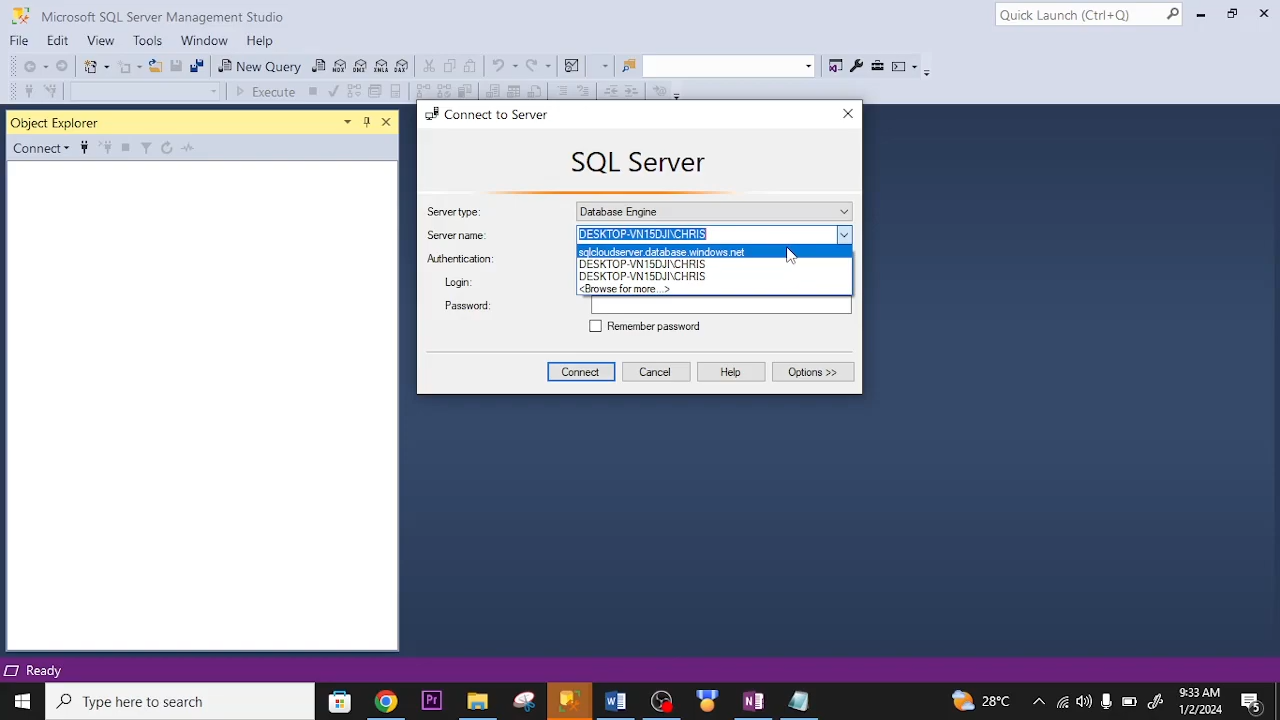 Microsoft SQL Server Management Studio
Quick Launch (Ctrl+Q)
File Edit View Tools Window Help
New Query
Execute
Object Explorer
Connect
Connect to Server
SQL Server
Server type: Database Engine
Server name: DESKTOP-VN15DJI\CHRIS
sqlcloudserver.database.windows.net
Authentication:
DESKTOP-VN15DJI\CHRIS
DESKTOP-VN15DJI\CHRIS
Login:
<Browse for more...>
Password:
Remember password
Connect Cancel Help Options >>
Ready
Type here to search
Pr
W
N
28°C
9:33 AM
1/2/2024
5